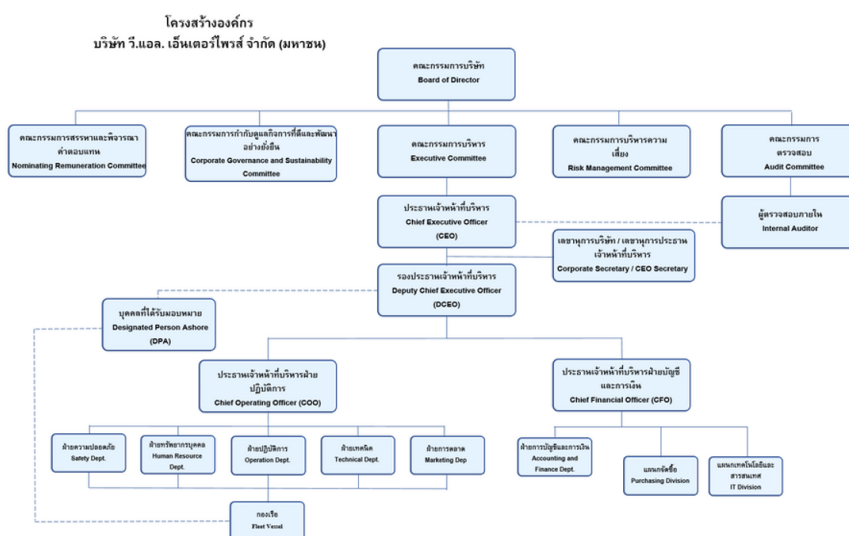 โครงสร้างองค์กร
บริษัท วี.แอล. เอ็นเตอร์ไพรส์ จำกัด (มหาชน)
คณะกรรมการบริษัท
Board of Director
คณะกรรมการสรรหาและพิจารณา
ค่าตอบแทน
Nominating Remuneration Committee
คณะกรรมการกำกับดูแลกิจการที่ดีและพัฒนา
อย่างยั่งยืน
Corporate Governance and Sustainability
Committee
คณะกรรมการบริหาร
Executive Committee
คณะกรรมการบริหารความ
เสี่ยง
Risk Management Committee
คณะกรรมการ
ตรวจสอบ
Audit Committee
ประธานเจ้าหน้าที่บริหาร
Chief Executive Officer
(CEO)
ผู้ตรวจสอบภายใน
Internal Auditor
เลขานุการบริษัท / เลขานุการประธาน
เจ้าหน้าที่บริหาร
Corporate Secretary / CEO Secretary
รองประธานเจ้าหน้าที่บริหาร
Deputy Chief Executive Officer
(DCEO)
บุคคลที่ได้รับมอบหมาย
Designated Person Ashore
(DPA)
ประธานเจ้าหน้าที่บริหารฝ่าย
ปฏิบัติการ
Chief Operating Officer (COO)
ประธานเจ้าหน้าที่บริหารฝ่ายบัญชี
และการเงิน
Chief Financial Officer (CFO)
ฝ่ายความปลอดภัย
Safety Dept.
ฝ่ายทรัพยากรบุคคล
Human Resource
Dept.
ฝ่ายปฏิบัติการ
Operation Dept.
ฝ่ายเทคนิค
Technical Dept.
ฝ่ายการตลาด
Marketing Dep
ฝ่ายการบัญชีและการเงิน
Accounting and
Finance Dept.
แผนกจัดซื้อ
Purchasing Division
แผนกเทคโนโลยีและ
สารสนเทศ
IT Division
กองเรือ
Fleet Vessel